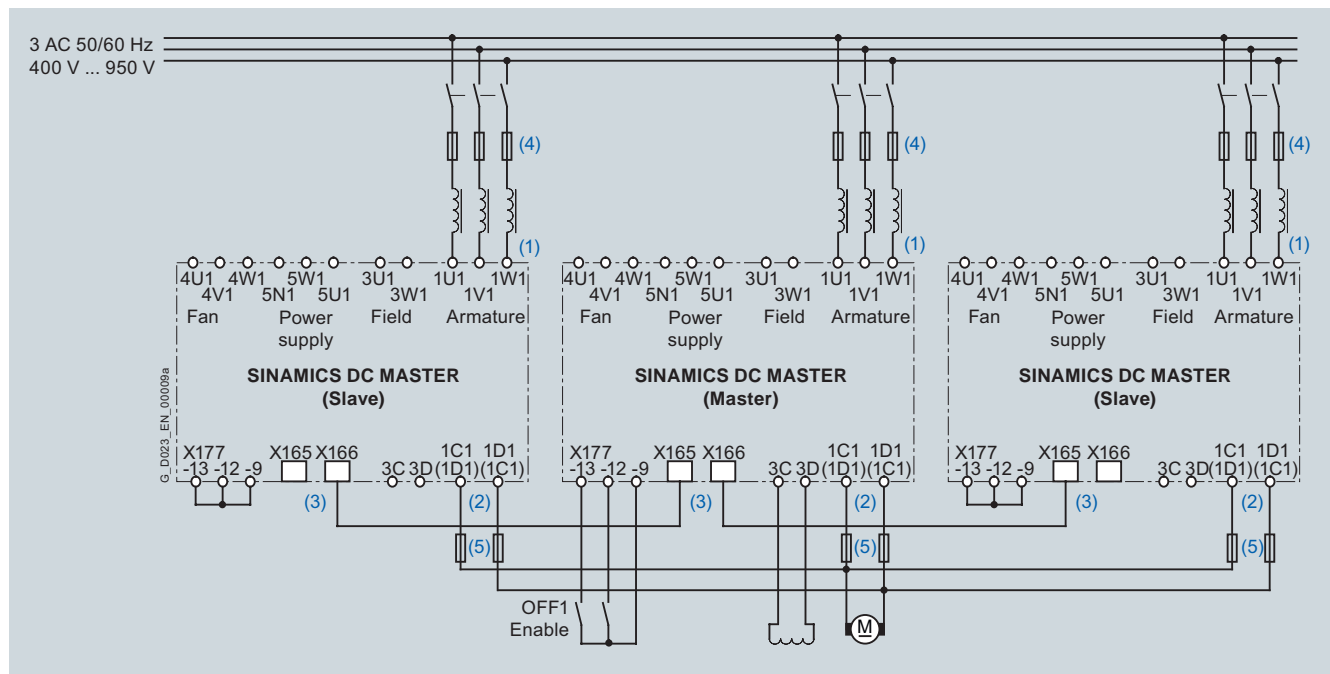 3 AC 50/60 Hz
400 V ... 950 V
(4) (4) (4)
(1) (1) (1)
4U1 4W1 5W1 3U1 1U1 1W1 4U1 4W1 5W1 3U1 1U1 1W1 4U1 4W1 5W1 3U1 1U1 1W1
4V1 5N1 5U1 3W1 1V1 4V1 5N1 5U1 3W1 1V1 4V1 5N1 5U1 3W1 1V1
Fan Power Field Armature Fan Power Field Armature Fan Power Field Armature
supply supply supply
SINAMICS DC MASTER SINAMICS DC MASTER SINAMICS DC MASTER
(Slave) (Master) (Slave)
G_D023_EN_00009a
X177 X165 X166 1C1 1D1 X177 X165 X166 1C1 1D1 X177 X165 X166 1C1 1D1
-13 -12 -9 3C 3D (1D1) (1C1) -13 -12 -9 3C 3D (1D1) (1C1) -13 -12 -9 3C 3D (1D1) (1C1)
(3) (2) (3) (2) (3) (2)
(5) (5) (5)
OFF1
Enable
M